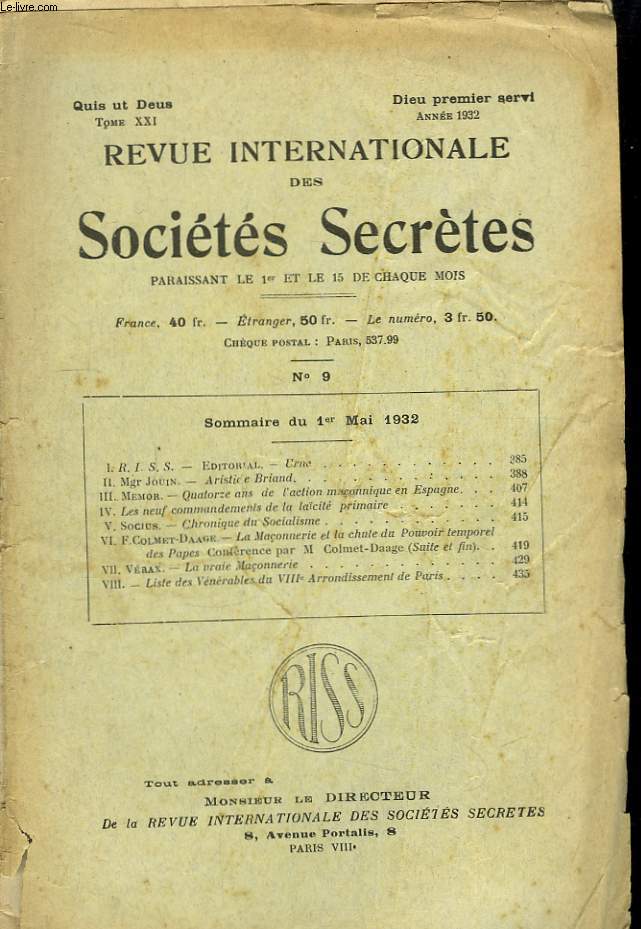 Le-livre.com
Quis ut Deus
Dieu premier servi
Tome XXI
Année 1932
REVUE INTERNATIONALE
DES
Sociétés Secrètes
PARAISSANT LE 1er ET LE 15 DE CHAQUE MOIS
France, 40 fr. — Étranger, 50 fr. — Le numéro, 3 fr. 50.
Chèque postal : Paris, 537.99
No 9
Sommaire du 1er Mai 1932
I. R. I. S. S. — Editorial. — Urne . . . . . . . . . . . 385
II. Mgr Jouin. — Aristide Briand. . . . . . . . . . . . 388
III. Memor. — Quatorze ans de l'action maçonnique en Espagne. . . 407
IV. Les neuf commandements de la laïcité primaire . . . . . . . 414
V. Socius. — Chronique du Socialisme . . . . . . . . . . . 415
VI. F. Colmet-Daage — La Maçonnerie et la chute du Pouvoir temporel
des Papes Conférence par M Colmet-Daage (Suite et fin). . . 419
VII. Vérax. — La vraie Maçonnerie . . . . . . . . . . . 429
VIII. — Liste des Vénérables du VIIIe Arrondissement de Paris . . . . 435
RISS
Tout adresser à
Monsieur le DIRECTEUR
De la REVUE INTERNATIONALE DES SOCIÉTÉS SECRETES
8, Avenue Portalis, 8
PARIS VIIIe